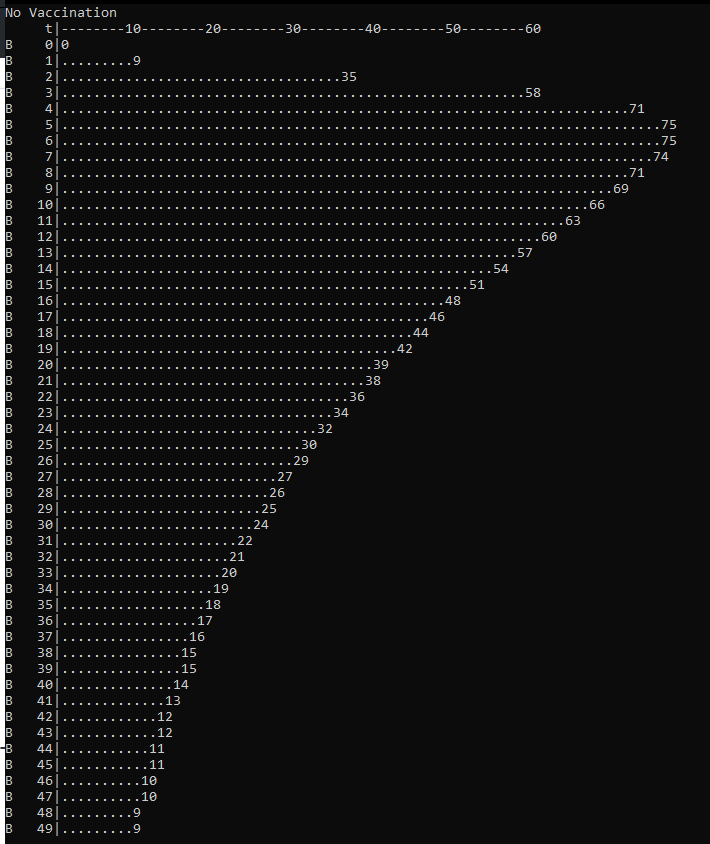 No Vaccination
t|--------10--------20--------30--------40--------50--------60
B 0|0
B 1|.........9
B 2|...................................35
B 3|..........................................................58
B 4|.......................................................................71
B 5|...........................................................................75
B 6|...........................................................................75
B 7|..........................................................................74
B 8|.......................................................................71
B 9|.....................................................................69
B 10|..................................................................66
B 11|...............................................................63
B 12|............................................................60
B 13|.........................................................57
B 14|......................................................54
B 15|...................................................51
B 16|................................................48
B 17|..............................................46
B 18|............................................44
B 19|..........................................42
B 20|.......................................39
B 21|......................................38
B 22|....................................36
B 23|..................................34
B 24|................................32
B 25|..............................30
B 26|.............................29
B 27|...........................27
B 28|..........................26
B 29|.........................25
B 30|........................24
B 31|......................22
B 32|.....................21
B 33|....................20
B 34|...................19
B 35|..................18
B 36|.................17
B 37|................16
B 38|...............15
B 39|...............15
B 40|..............14
B 41|.............13
B 42|............12
B 43|............12
B 44|...........11
B 45|...........11
B 46|..........10
B 47|..........10
B 48|.........9
B 49|.........9